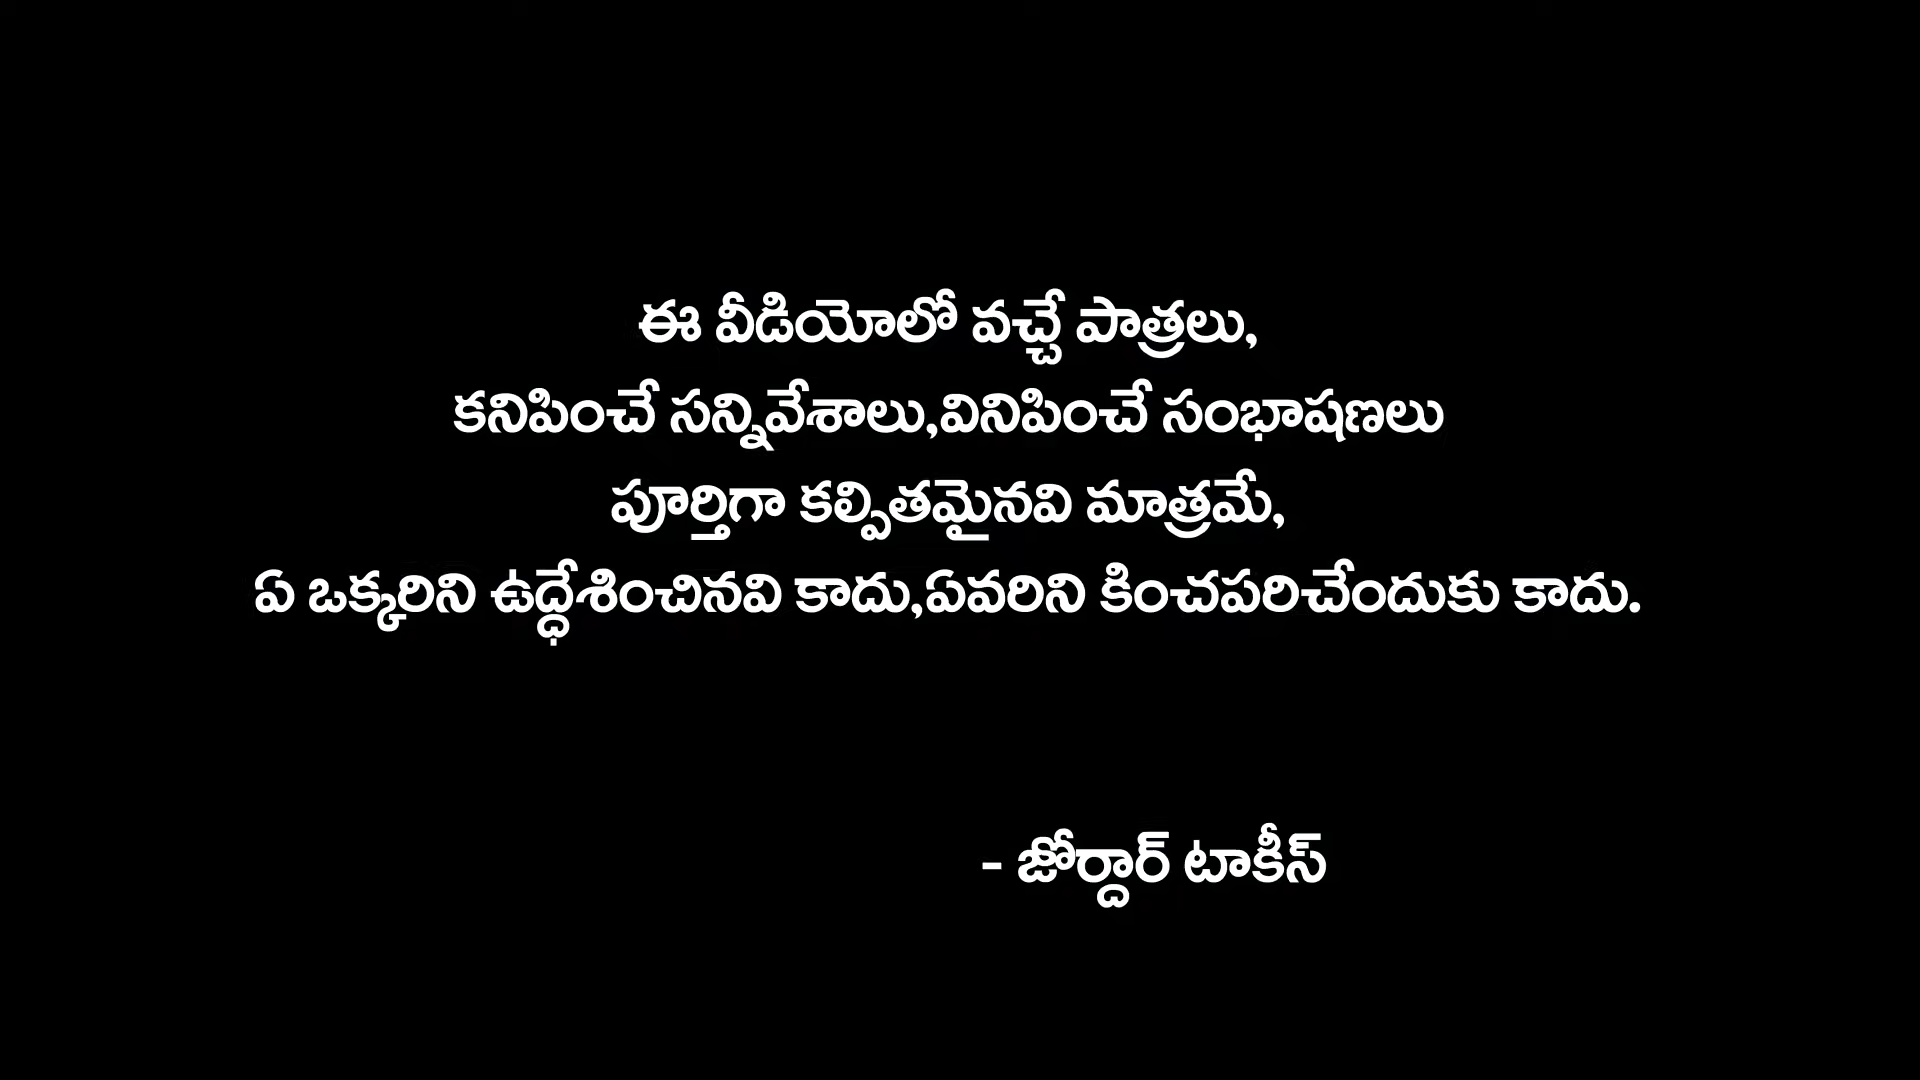 ఈ వీడియోలో వచ్చే పాత్రలు,
కనిపించే సన్నివేశాలు,వినిపించే సంభాషణలు
పూర్తిగా కల్పితమైనవి మాత్రమే,
ఏ ఒక్కరిని ఉద్ధేశించినవి కాదు,ఏవరిని కించపరిచేందుకు కాదు.
- జోర్దార్ టాకీస్